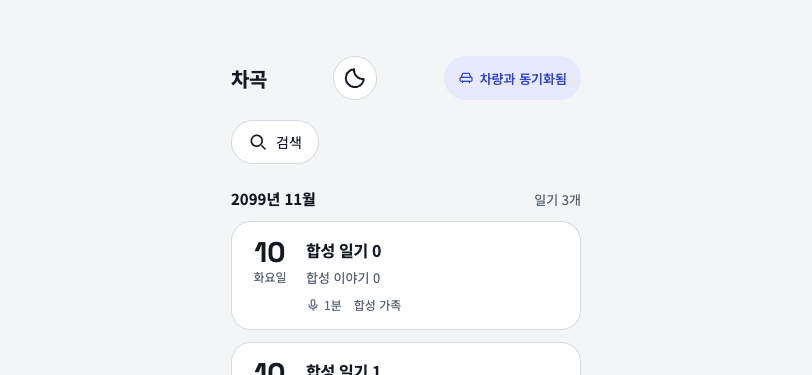 차곡
차량과 동기화됨
검색
2099년 11월
일기 3개
10
합성 일기 0
화요일
합성 이야기 0
1분 합성 가족
10
합성 일기 1